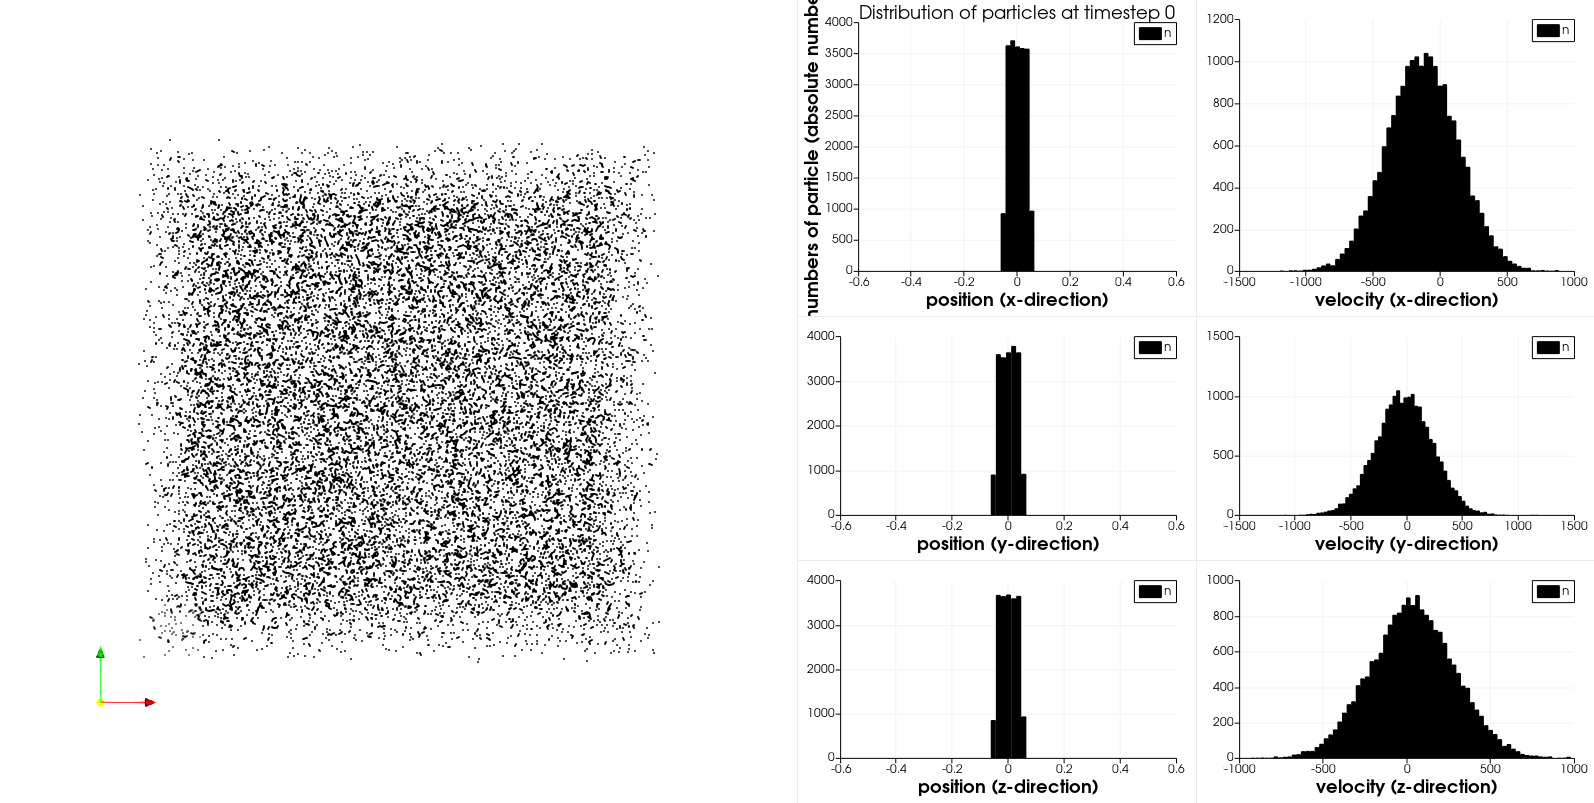 Distribution of particles at timestep 0
numbers of particle (absolute numbe
4000
3500
3000
2500
2000
1500
1000
500
0
-0.6 -0.4 -0.2 0 0.2 0.4 0.6
position (x-direction)
n
1200
1000
800
600
400
200
0
-1500 -1000 -500 0 500 1000
velocity (x-direction)
n
4000
3000
2000
1000
0
-0.6 -0.4 -0.2 0 0.2 0.4 0.6
position (y-direction)
n
1500
1000
500
0
-1500 -1000 -500 0 500 1000 1500
velocity (y-direction)
n
4000
3000
2000
1000
0
-0.6 -0.4 -0.2 0 0.2 0.4 0.6
position (z-direction)
n
1000
800
600
400
200
0
-1000 -500 0 500 1000
velocity (z-direction)
n